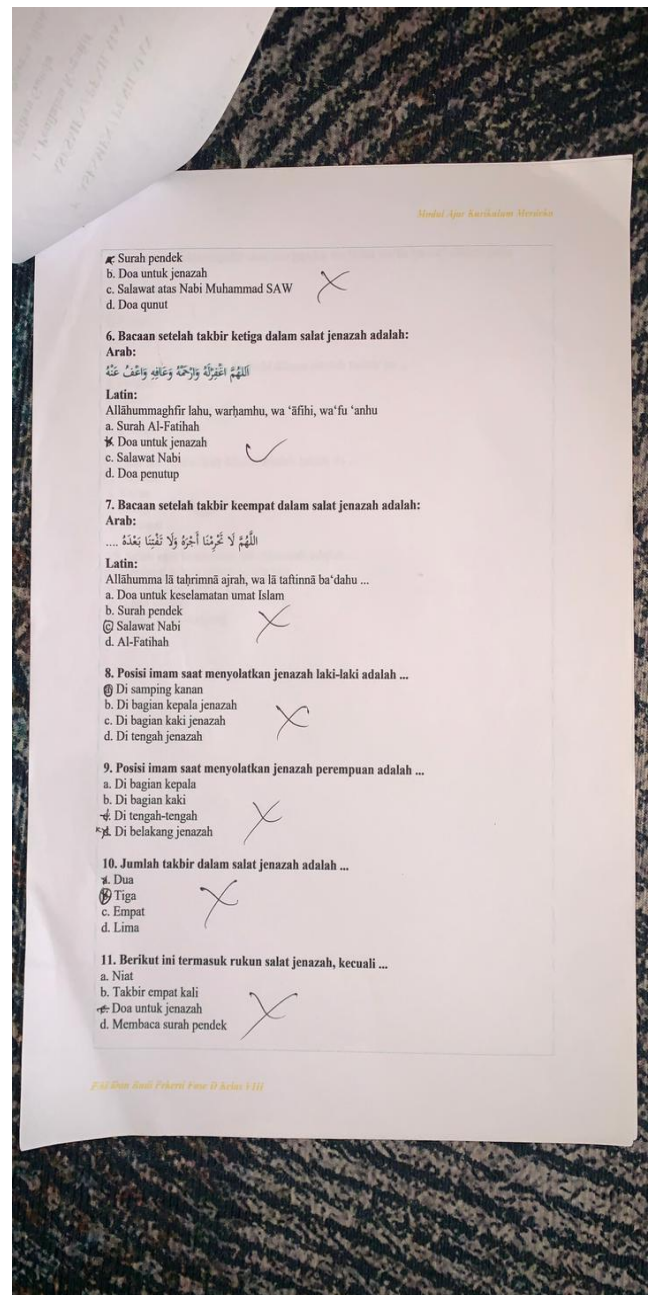 Modul Ajar Kurikulum Merdeka
a. Surah pendek
b. Doa untuk jenazah
c. Salawat atas Nabi Muhammad SAW
d. Doa qunut
6. Bacaan setelah takbir ketiga dalam salat jenazah adalah:
Arab:
اَللّٰهُمَّ اغْفِرْلَهُ وَارْحَمْهُ وَعَافِهِ وَاعْفُ عَنْهُ
Latin:
Allāhummaghfir lahu, warḥamhu, wa ‘āfihi, wa‘fu ‘anhu
a. Surah Al-Fatihah
b. Doa untuk jenazah
c. Salawat Nabi
d. Doa penutup
7. Bacaan setelah takbir keempat dalam salat jenazah adalah:
Arab:
اللَّهُمَّ لَا تَحْرِمْنَا أَجْرَهُ وَلَا تَفْتِنَّا بَعْدَهُ ....
Latin:
Allāhumma lā taḥrimnā ajrah, wa lā taftinnā ba‘dahu ...
a. Doa untuk keselamatan umat Islam
b. Surah pendek
c. Salawat Nabi
d. Al-Fatihah
8. Posisi imam saat menyolatkan jenazah laki-laki adalah ...
a. Di samping kanan
b. Di bagian kepala jenazah
c. Di bagian kaki jenazah
d. Di tengah jenazah
9. Posisi imam saat menyolatkan jenazah perempuan adalah ...
a. Di bagian kepala
b. Di bagian kaki
c. Di tengah-tengah
d. Di belakang jenazah
10. Jumlah takbir dalam salat jenazah adalah ...
a. Dua
b. Tiga
c. Empat
d. Lima
11. Berikut ini termasuk rukun salat jenazah, kecuali ...
a. Niat
b. Takbir empat kali
c. Doa untuk jenazah
d. Membaca surah pendek
PAI dan Budi Pekerti Fase D Kelas VIII